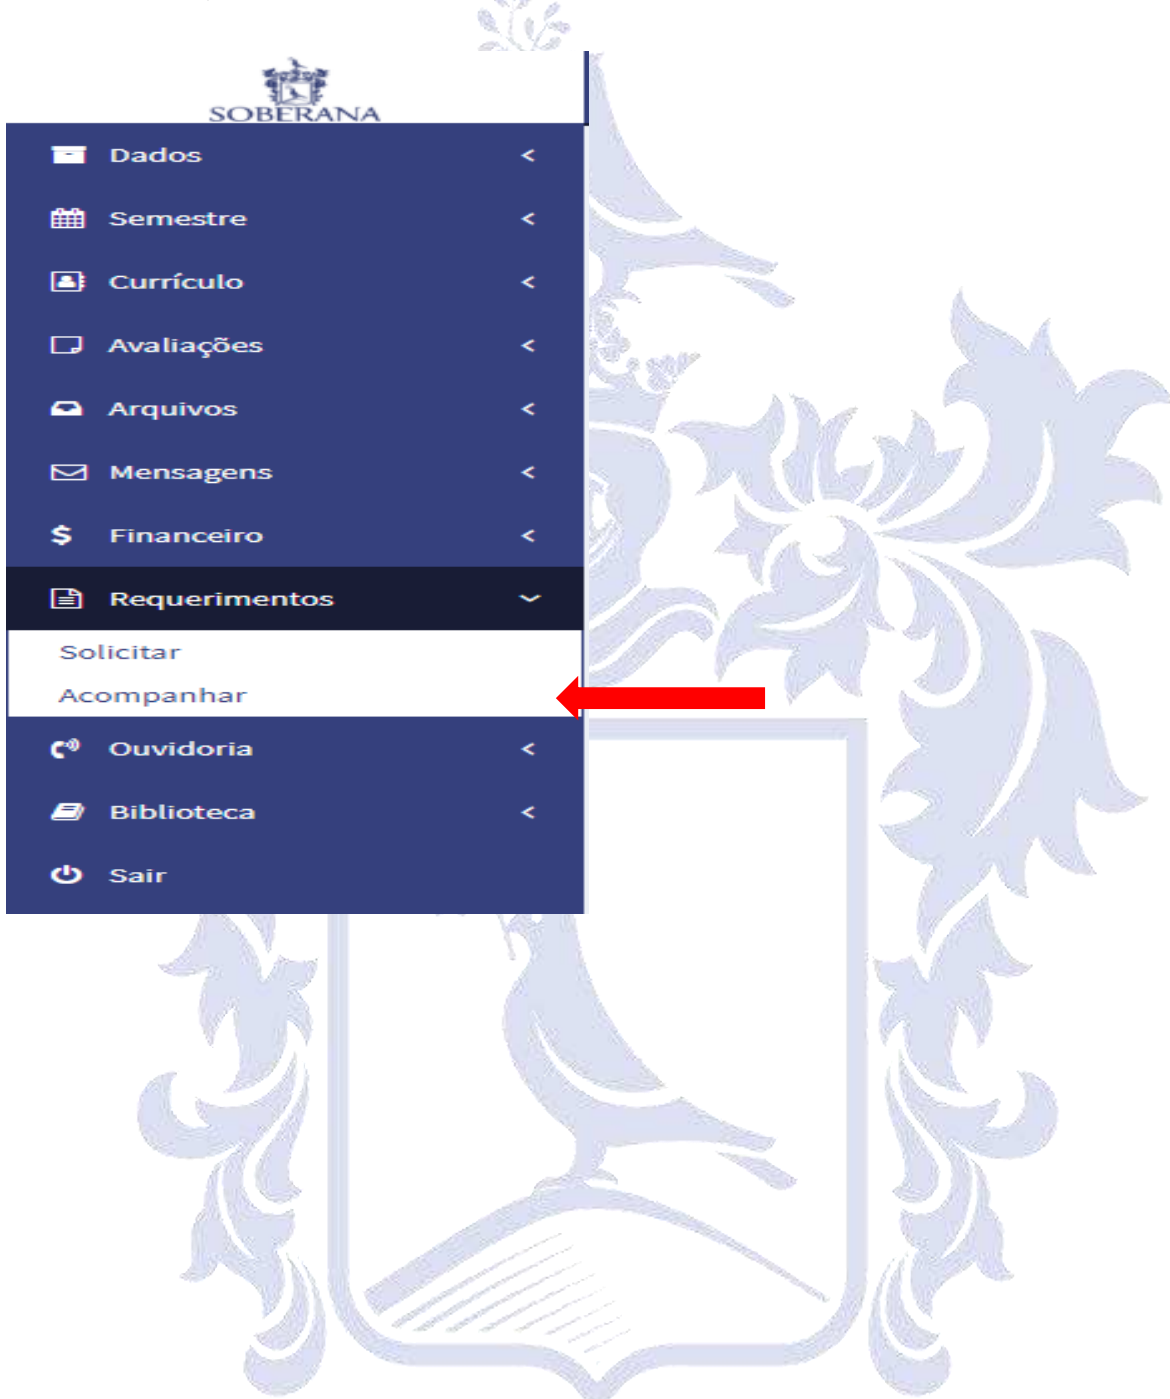 SOBERANA
Dados
Semestre
Currículo
Avaliações
Arquivos
Mensagens
Financeiro
Requerimentos
Solicitar
Acompanhar
Ouvidoria
Biblioteca
Sair